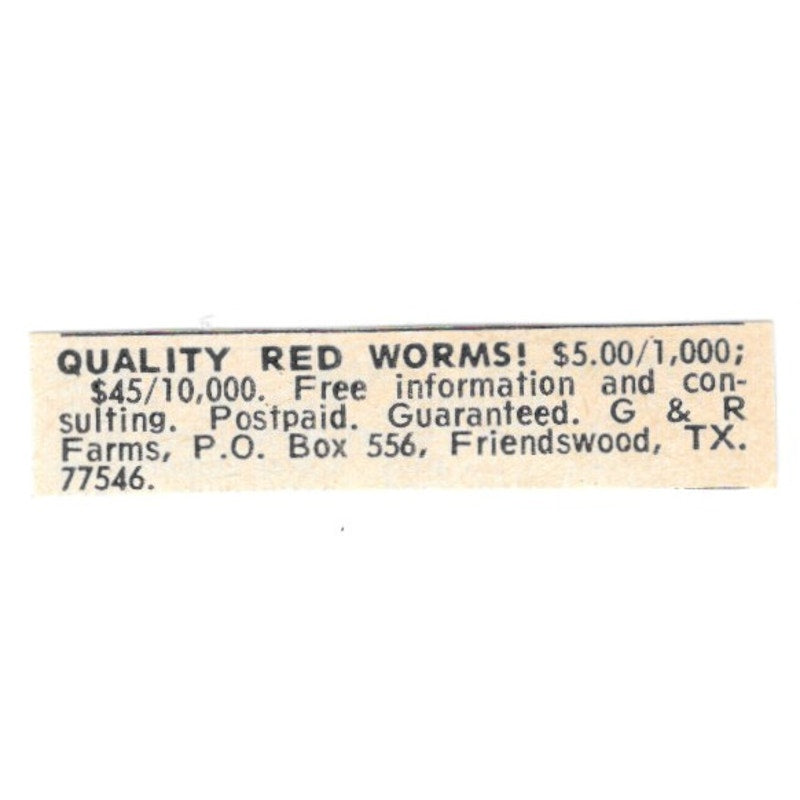 QUALITY RED WORMS! $5.00/1,000;
$45/10,000. Free information and con-
sulting. Postpaid. Guaranteed. G & R
Farms, P.O. Box 556, Friendswood, TX.
77546.